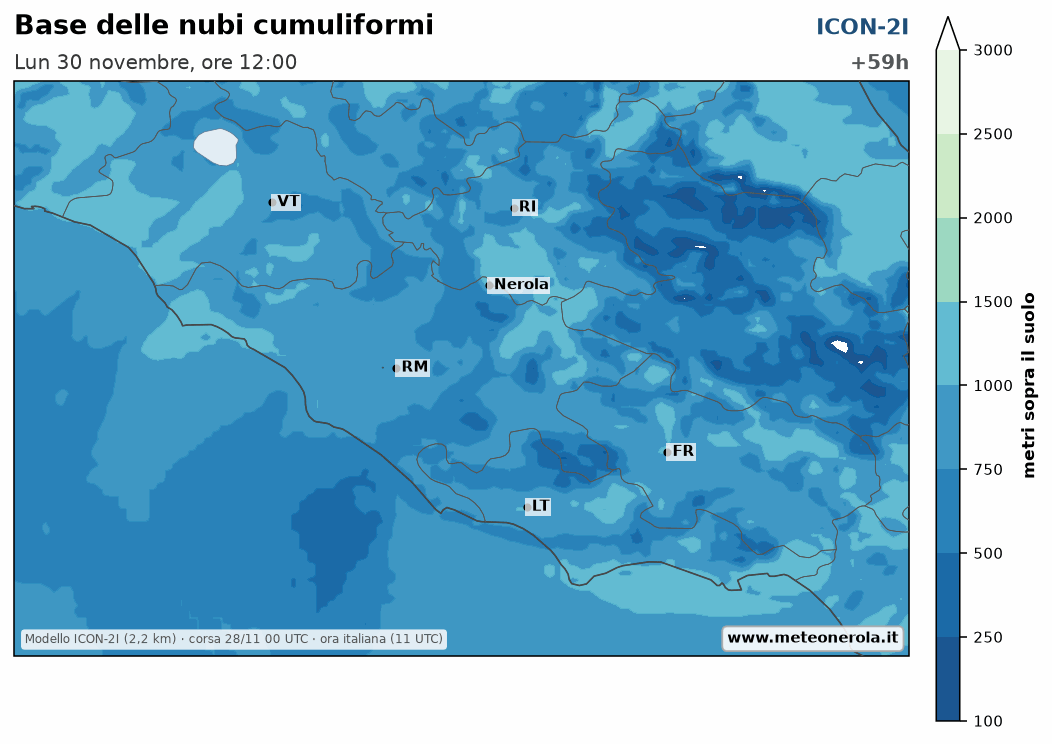 Base delle nubi cumuliformi
ICON-2I
Lun 30 novembre, ore 12:00
+59h
VT
RI
Nerola
RM
FR
LT
Modello ICON-2I (2,2 km) · corsa 28/11 00 UTC · ora italiana (11 UTC)
www.meteonerola.it
3000
2500
2000
1500
1000
750
500
250
100
metri sopra il suolo